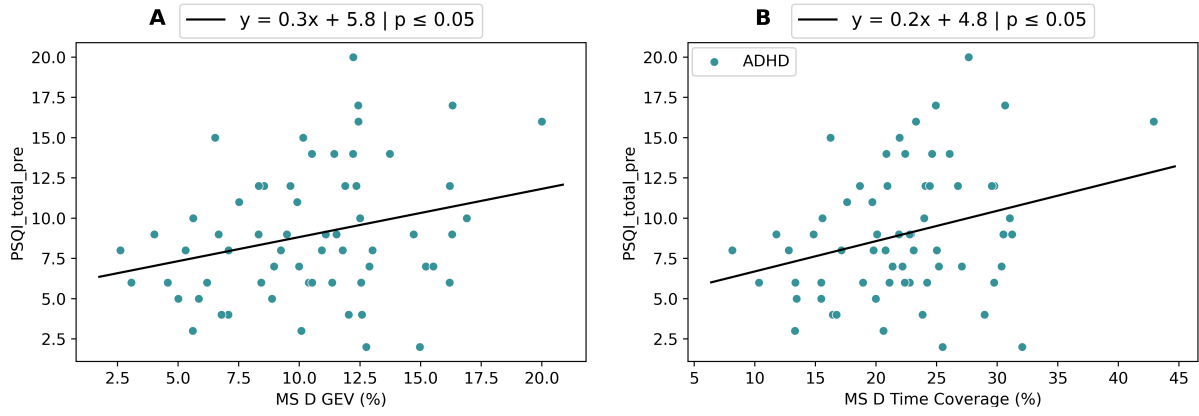 A
y = 0.3x + 5.8 | p ≤ 0.05
PSQI_total_pre
20.0
17.5
15.0
12.5
10.0
7.5
5.0
2.5
2.5 5.0 7.5 10.0 12.5 15.0 17.5 20.0
MS D GEV (%)
B
y = 0.2x + 4.8 | p ≤ 0.05
ADHD
PSQI_total_pre
20.0
17.5
15.0
12.5
10.0
7.5
5.0
2.5
5 10 15 20 25 30 35 40 45
MS D Time Coverage (%)